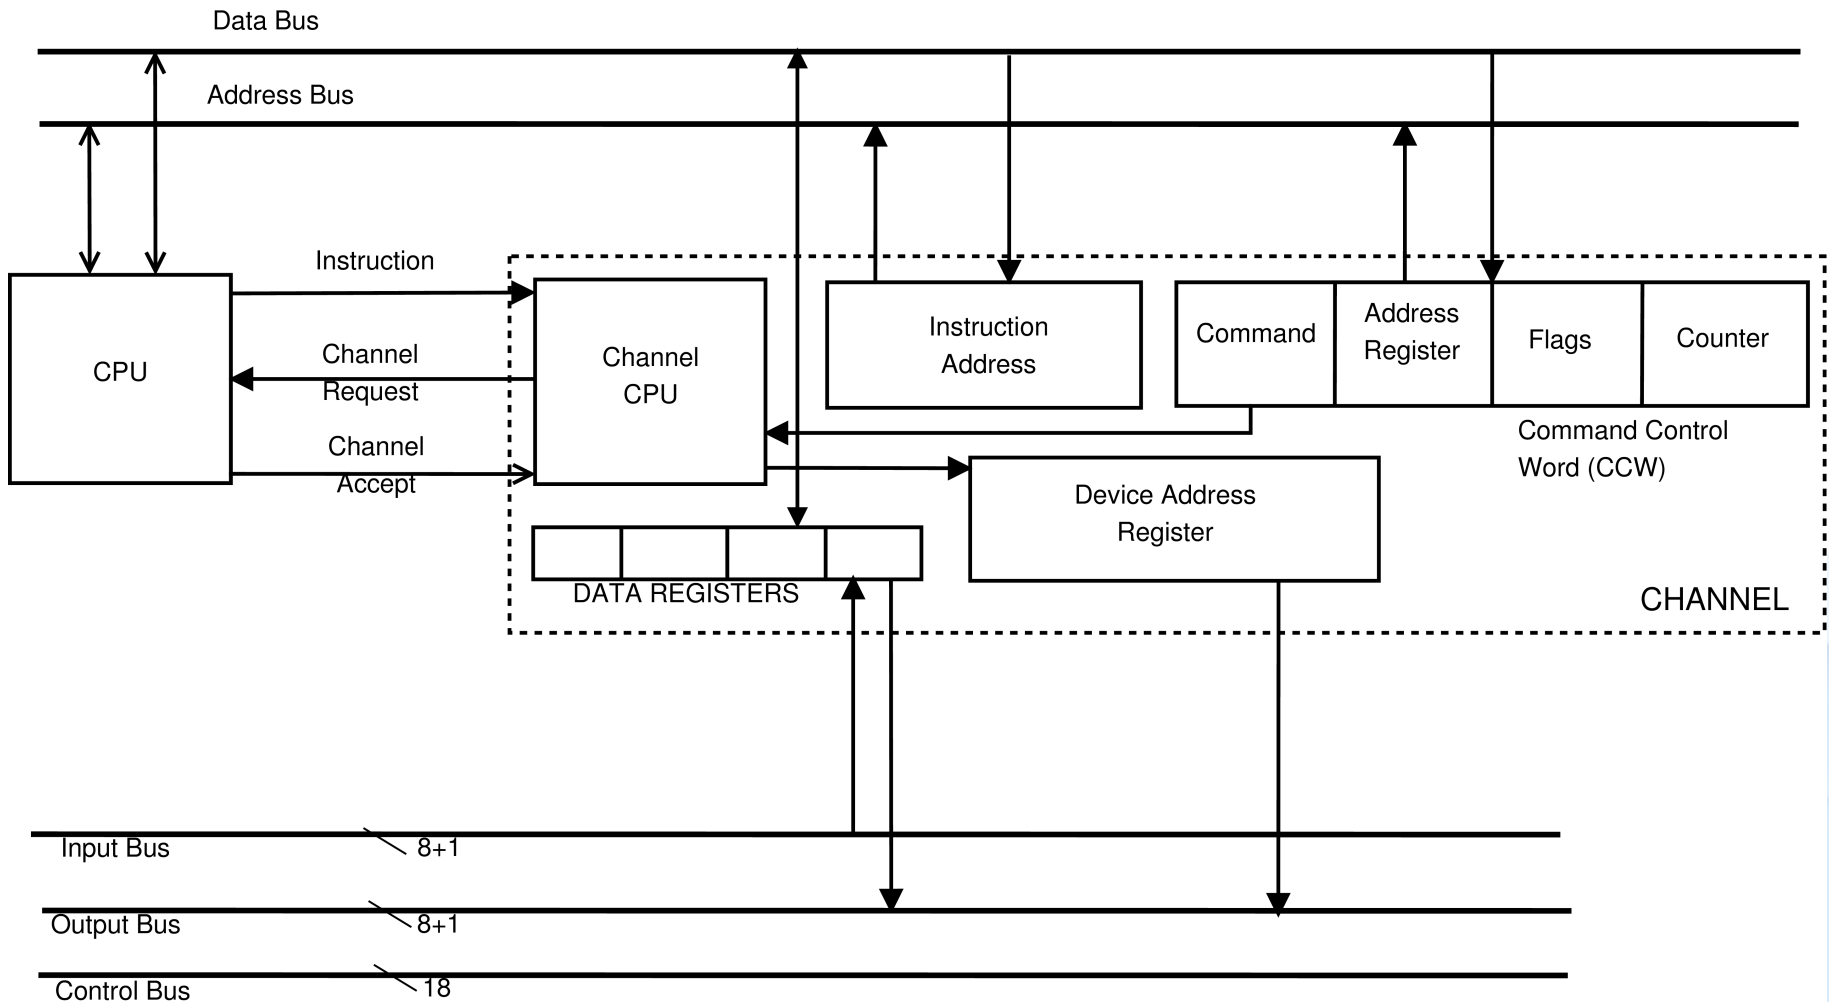 Data Bus
Address Bus
Instruction
Channel
Request
Channel
Accept
CPU
Channel
CPU
Instruction
Address
Command
Address
Register
Flags
Counter
Command Control
Word (CCW)
Device Address
Register
DATA REGISTERS
CHANNEL
Input Bus
8+1
Output Bus
8+1
Control Bus
18